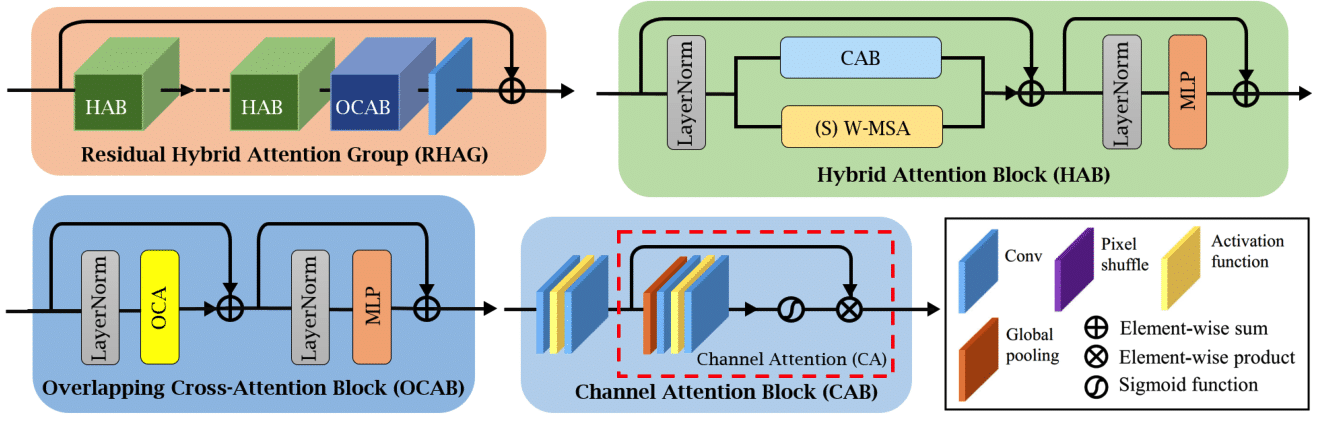 HAB
HAB
OCAB
Residual Hybrid Attention Group (RHAG)
LayerNorm
CAB
(S) W-MSA
LayerNorm
MLP
Hybrid Attention Block (HAB)
LayerNorm
OCA
LayerNorm
MLP
Overlapping Cross-Attention Block (OCAB)
Channel Attention (CA)
Channel Attention Block (CAB)
Conv
Pixel
shuffle
Activation
function
Global
pooling
Element-wise sum
Element-wise product
Sigmoid function